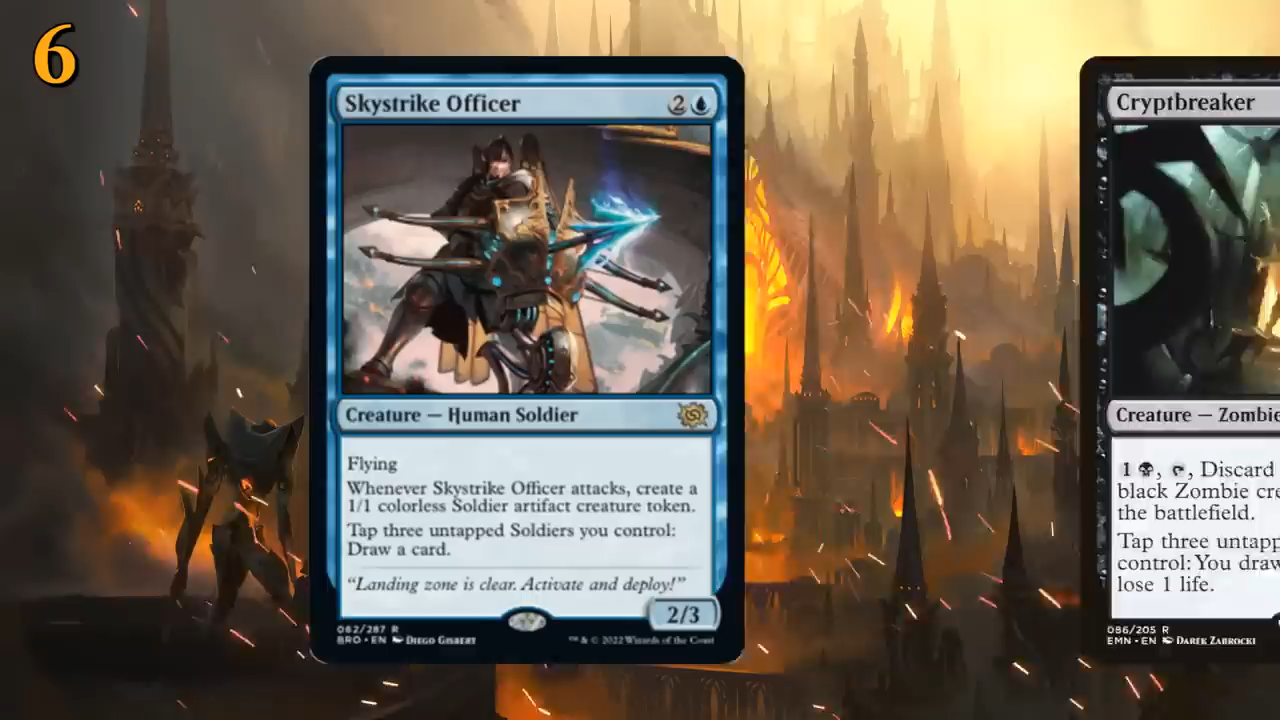 6
Skystrike Officer 2
Creature — Human Soldier
Flying
Whenever Skystrike Officer attacks, create a
1/1 colorless Soldier artifact creature token.
Tap three untapped Soldiers you control:
Draw a card.
“Landing zone is clear. Activate and deploy!”
2/3
062/287 R
BRO • EN Diego Gisbert
™ & © 2022 Wizards of the Coast
Cryptbreaker
Creature — Zombie
1 , , Discard
black Zombie cre
the battlefield.
Tap three untapp
control: You draw
lose 1 life.
086/205 R
EMN • EN Darek Zabrocki